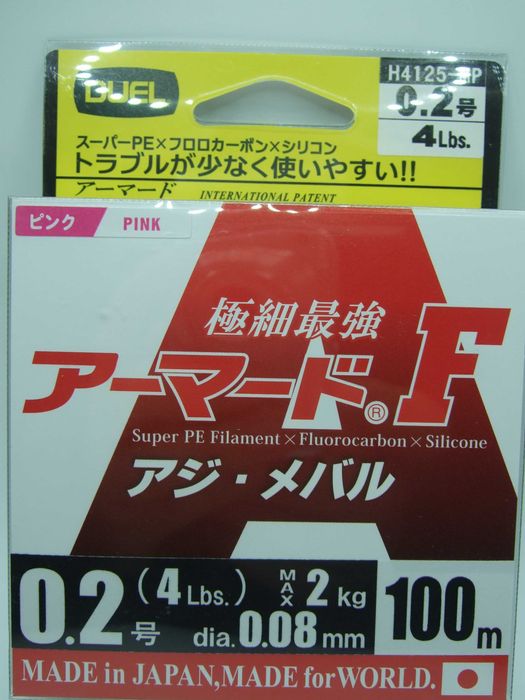 DUEL
H4125-MP
0.2号
4Lbs.
スーパーPE×フロロカーボン×シリコン
トラブルが少なく使いやすい!!
アーマード
INTERNATIONAL PATENT
ピンク PINK
極細最強
アーマード®F
Super PE Filament×Fluorocarbon×Silicone
アジ・メバル
0.2号 (4Lbs.) MAX 2kg
dia. 0.08mm
100m
MADE in JAPAN, MADE for WORLD.